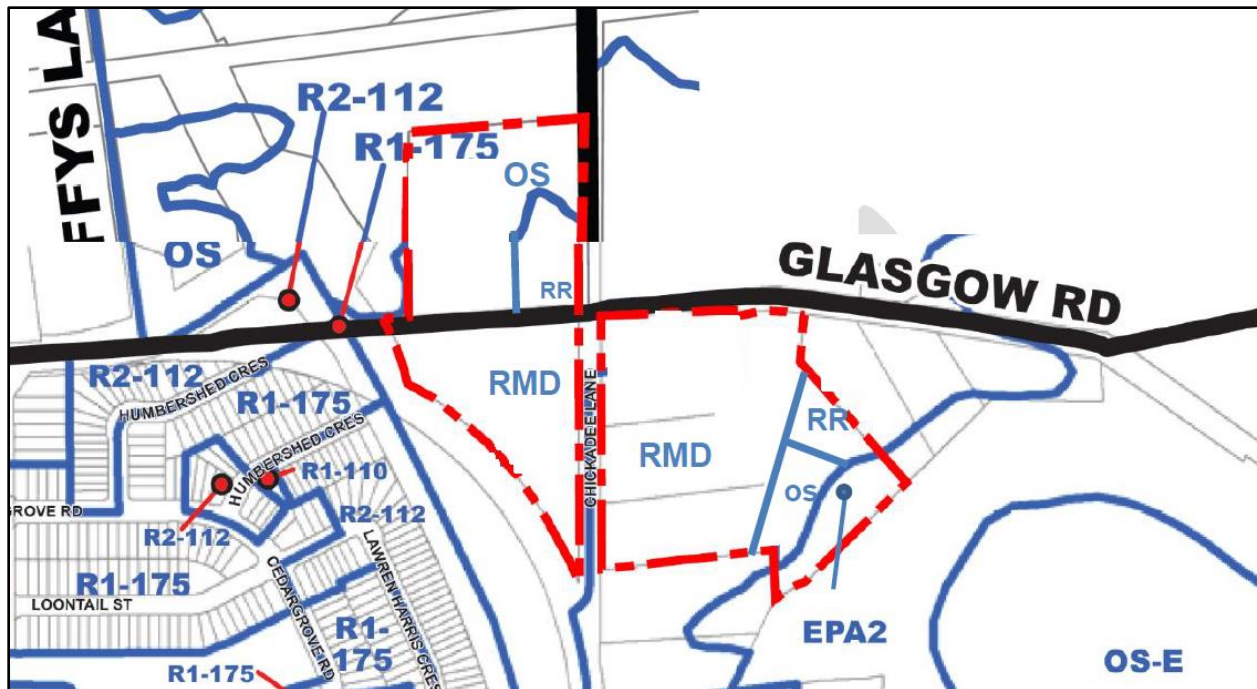 FFYS LA
R2-112
R1-175
OS
OS
RR
GLASGOW RD
R2-112
HUMBERSHED CRES
R1-175
RMD
CHICKADEE LANE
RMD
RR
OS
HUMBERSHED CRES
R1-110
GROVE RD
R2-112
R2-112
R1-175
LOONTAIL ST
CEDARGROVE RD
LAWREN HARRIS CRES
R1-
175
R1-175
EPA2
OS-E